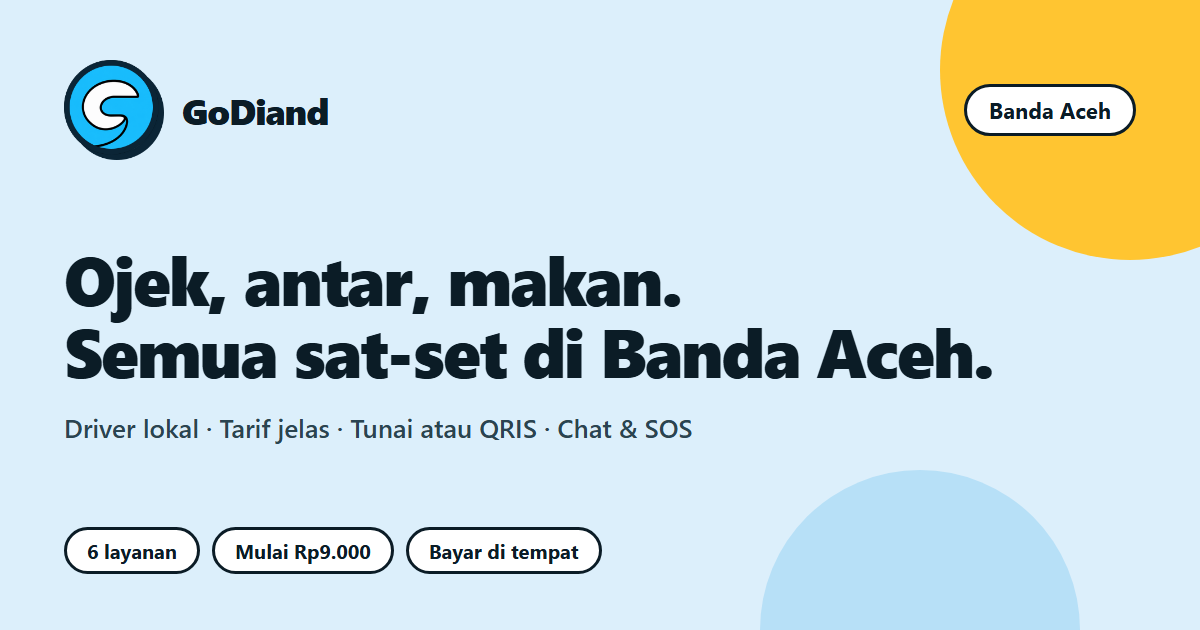 GoDiand
Banda Aceh
Ojek, antar, makan.
Semua sat-set di Banda Aceh.
Driver lokal · Tarif jelas · Tunai atau QRIS · Chat & SOS
6 layanan
Mulai Rp9.000
Bayar di tempat